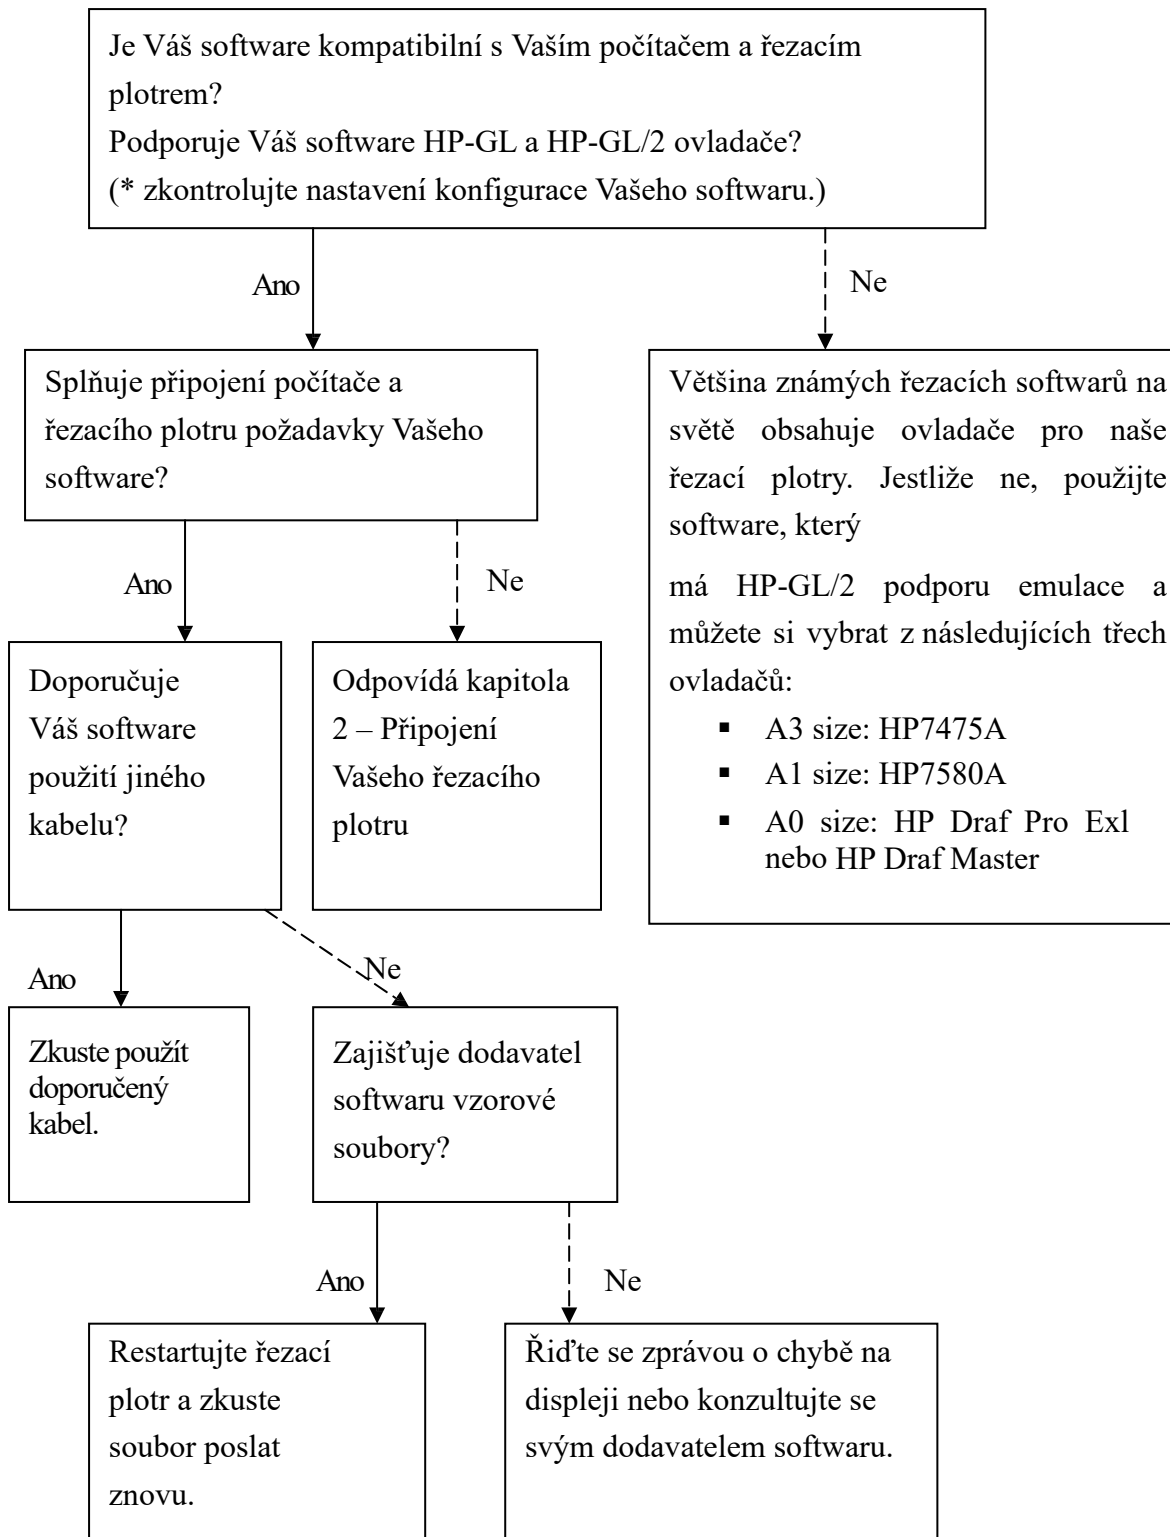 Je Váš software kompatibilní s Vaším počítačem a řezacím
plotrem?
Podporuje Váš software HP-GL a HP-GL/2 ovladače?
(* zkontrolujte nastavení konfigurace Vašeho softwaru.)
Ano
Ne
Splňuje připojení počítače a
řezacího plotru požadavky Vašeho
software?
Většina známých řezacích softwarů na
světě obsahuje ovladače pro naše
řezací plotry. Jestliže ne, použijte
software, který
má HP-GL/2 podporu emulace a
můžete si vybrat z následujících třech
ovladačů:
▪ A3 size: HP7475A
▪ A1 size: HP7580A
▪ A0 size: HP Draf Pro Exl
nebo HP Draf Master
Ano
Ne
Doporučuje
Váš software
použití jiného
kabelu?
Odpovídá kapitola
2 – Připojení
Vašeho řezacího
plotru
Ano
Ne
Zkuste použít
doporučený
kabel.
Zajišťuje dodavatel
softwaru vzorové
soubory?
Ano
Ne
Restartujte řezací
plotr a zkuste
soubor poslat
znovu.
Řiďte se zprávou o chybě na
displeji nebo konzultujte se
svým dodavatelem softwaru.